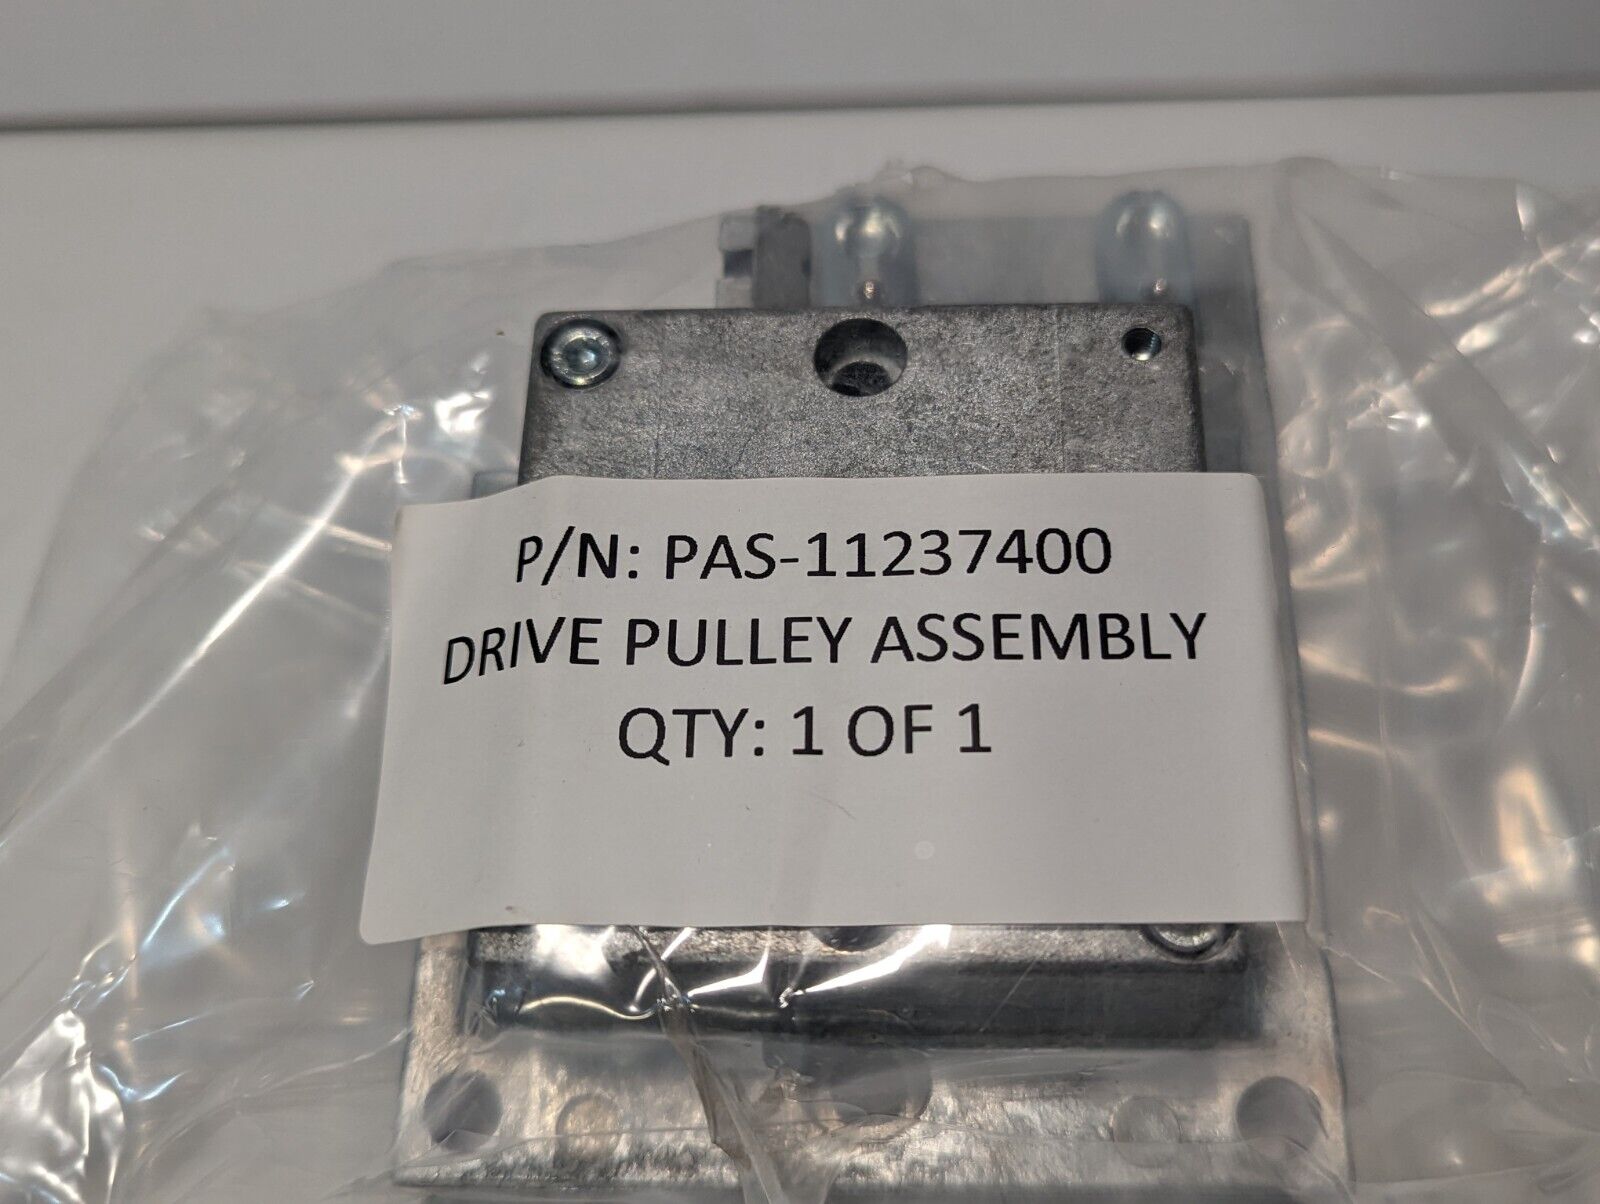 P/N: PAS-11237400
DRIVE PULLEY ASSEMBLY
QTY: 1 OF 1